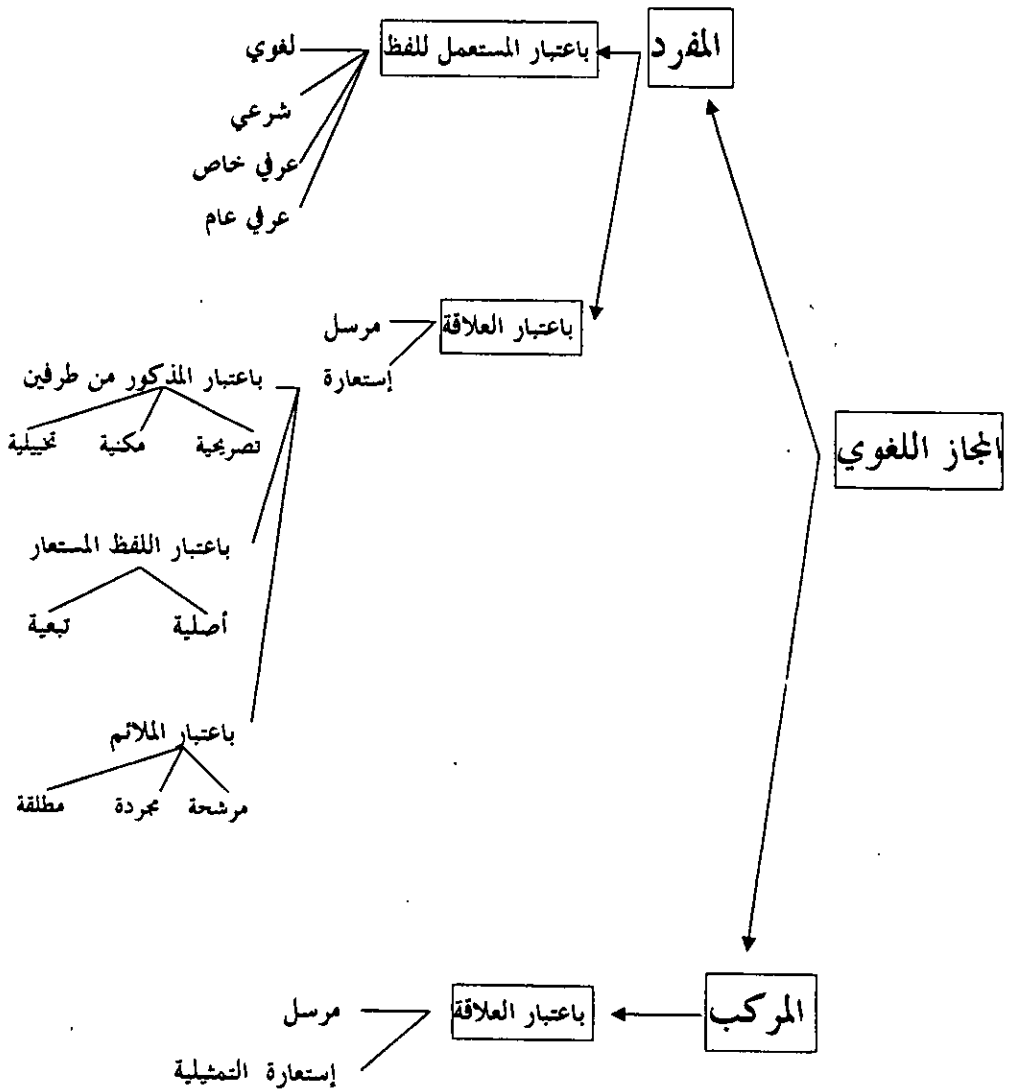 المجاز اللغوي
المفرد
باعتبار المستعمل للفظ
لغوي
شرعي
عرفي خاص
عرفي عام
باعتبار العلاقة
مرسل
إستعارة
باعتبار المذكور من طرفين
تصريحية مكنية تخييلية
باعتبار اللفظ المستعار
أصلية تبعية
باعتبار الملائم
مرشحة مجردة مطلقة
المركب
باعتبار العلاقة
مرسل
إستعارة التمثيلية